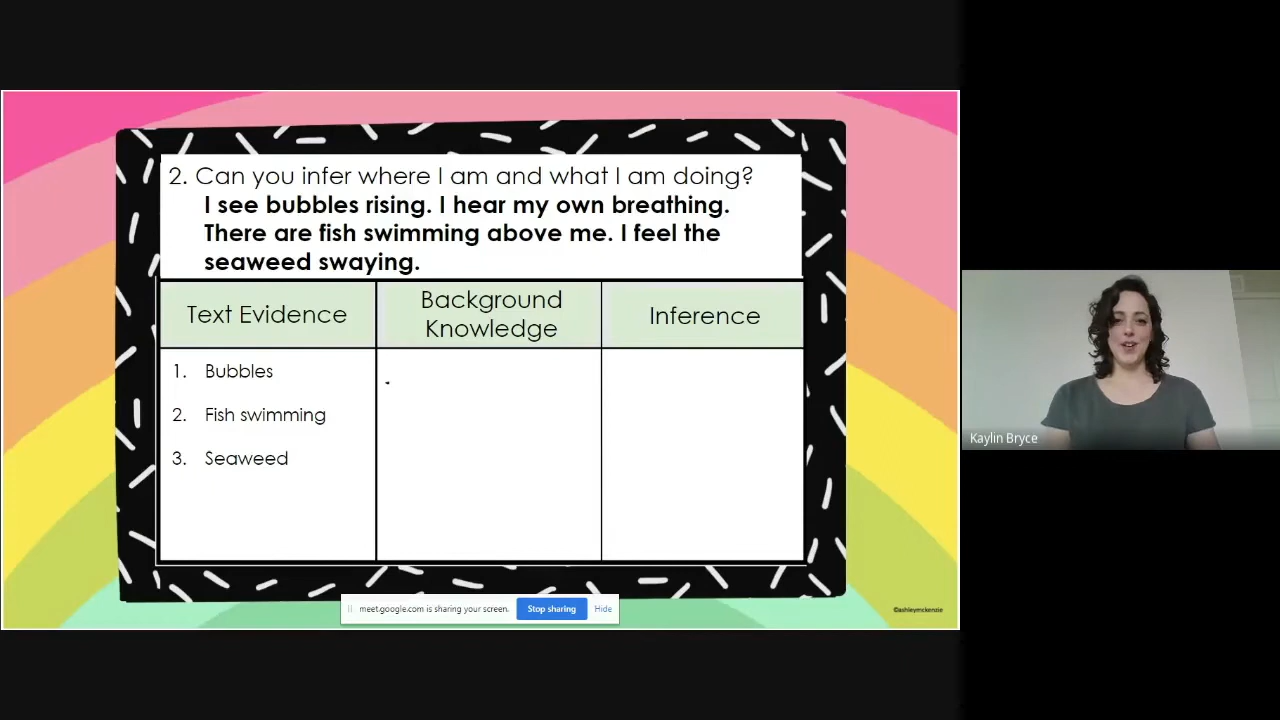 2. Can you infer where I am and what I am doing?
I see bubbles rising. I hear my own breathing.
There are fish swimming above me. I feel the
seaweed swaying.
Text Evidence
Background
Knowledge
Inference
1. Bubbles
2. Fish swimming
3. Seaweed
meet.google.com is sharing your screen.
Stop sharing
Hide
©ashleymckenzie
Kaylin Bryce